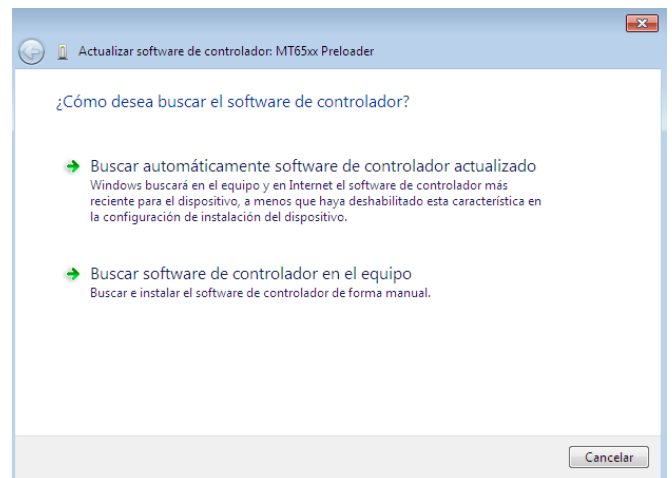 Actualizar software de controlador: MT65xx Preloader
¿Cómo desea buscar el software de controlador?
Buscar automáticamente software de controlador actualizado
Windows buscará en el equipo y en Internet el software de controlador más
reciente para el dispositivo, a menos que haya deshabilitado esta característica en
la configuración de instalación del dispositivo.
Buscar software de controlador en el equipo
Buscar e instalar el software de controlador de forma manual.
Cancelar